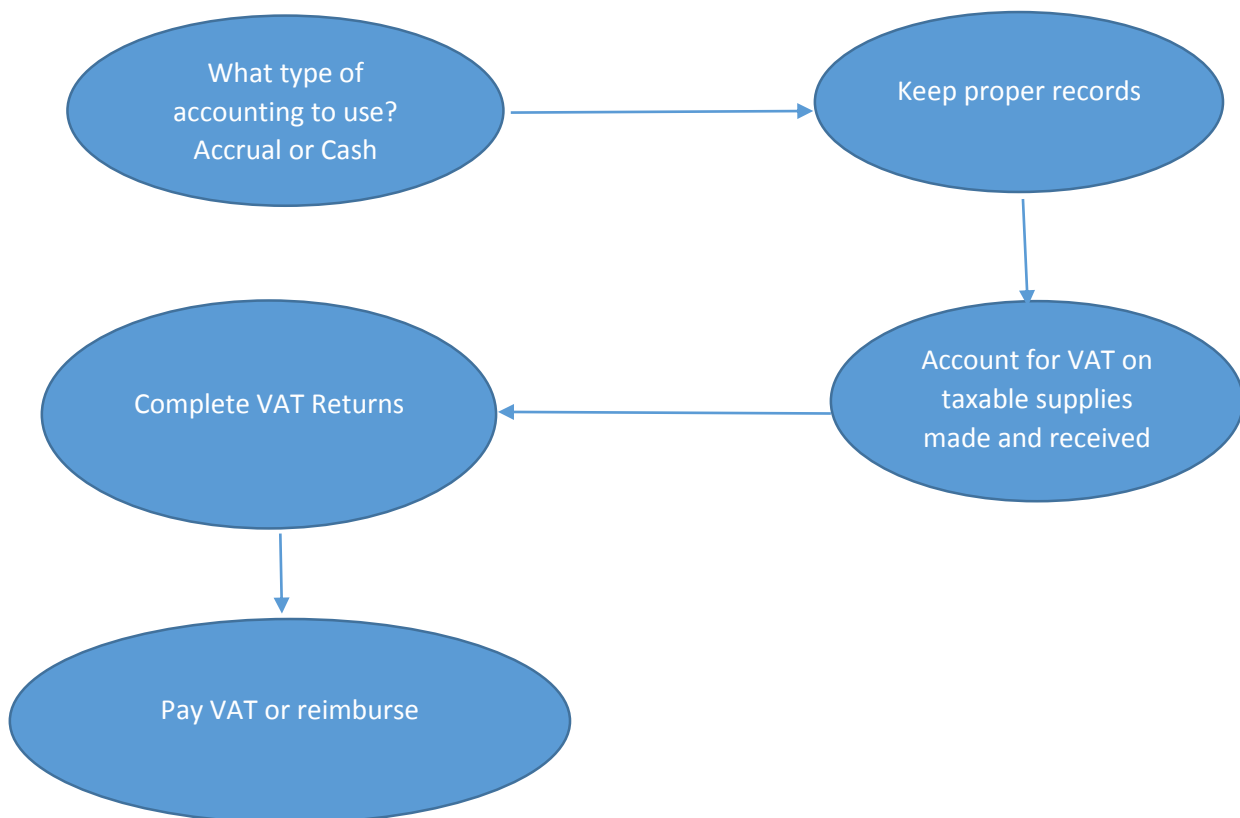 What type of
accounting to use?
Accrual or Cash
Keep proper records
Account for VAT on
taxable supplies
made and received
Complete VAT Returns
Pay VAT or reimburse